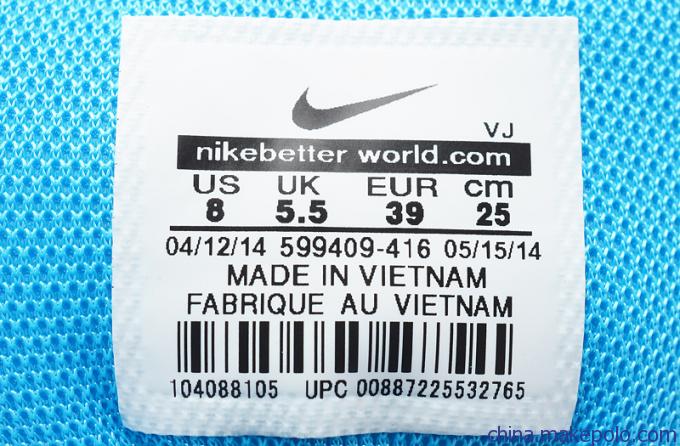 VJ
nikebetter world.com
US UK EUR cm
8 5.5 39 25
04/12/14 599409-416 05/15/14
MADE IN VIETNAM
FABRIQUE AU VIETNAM
104088105 UPC 00887225532765
china.makepolo.com